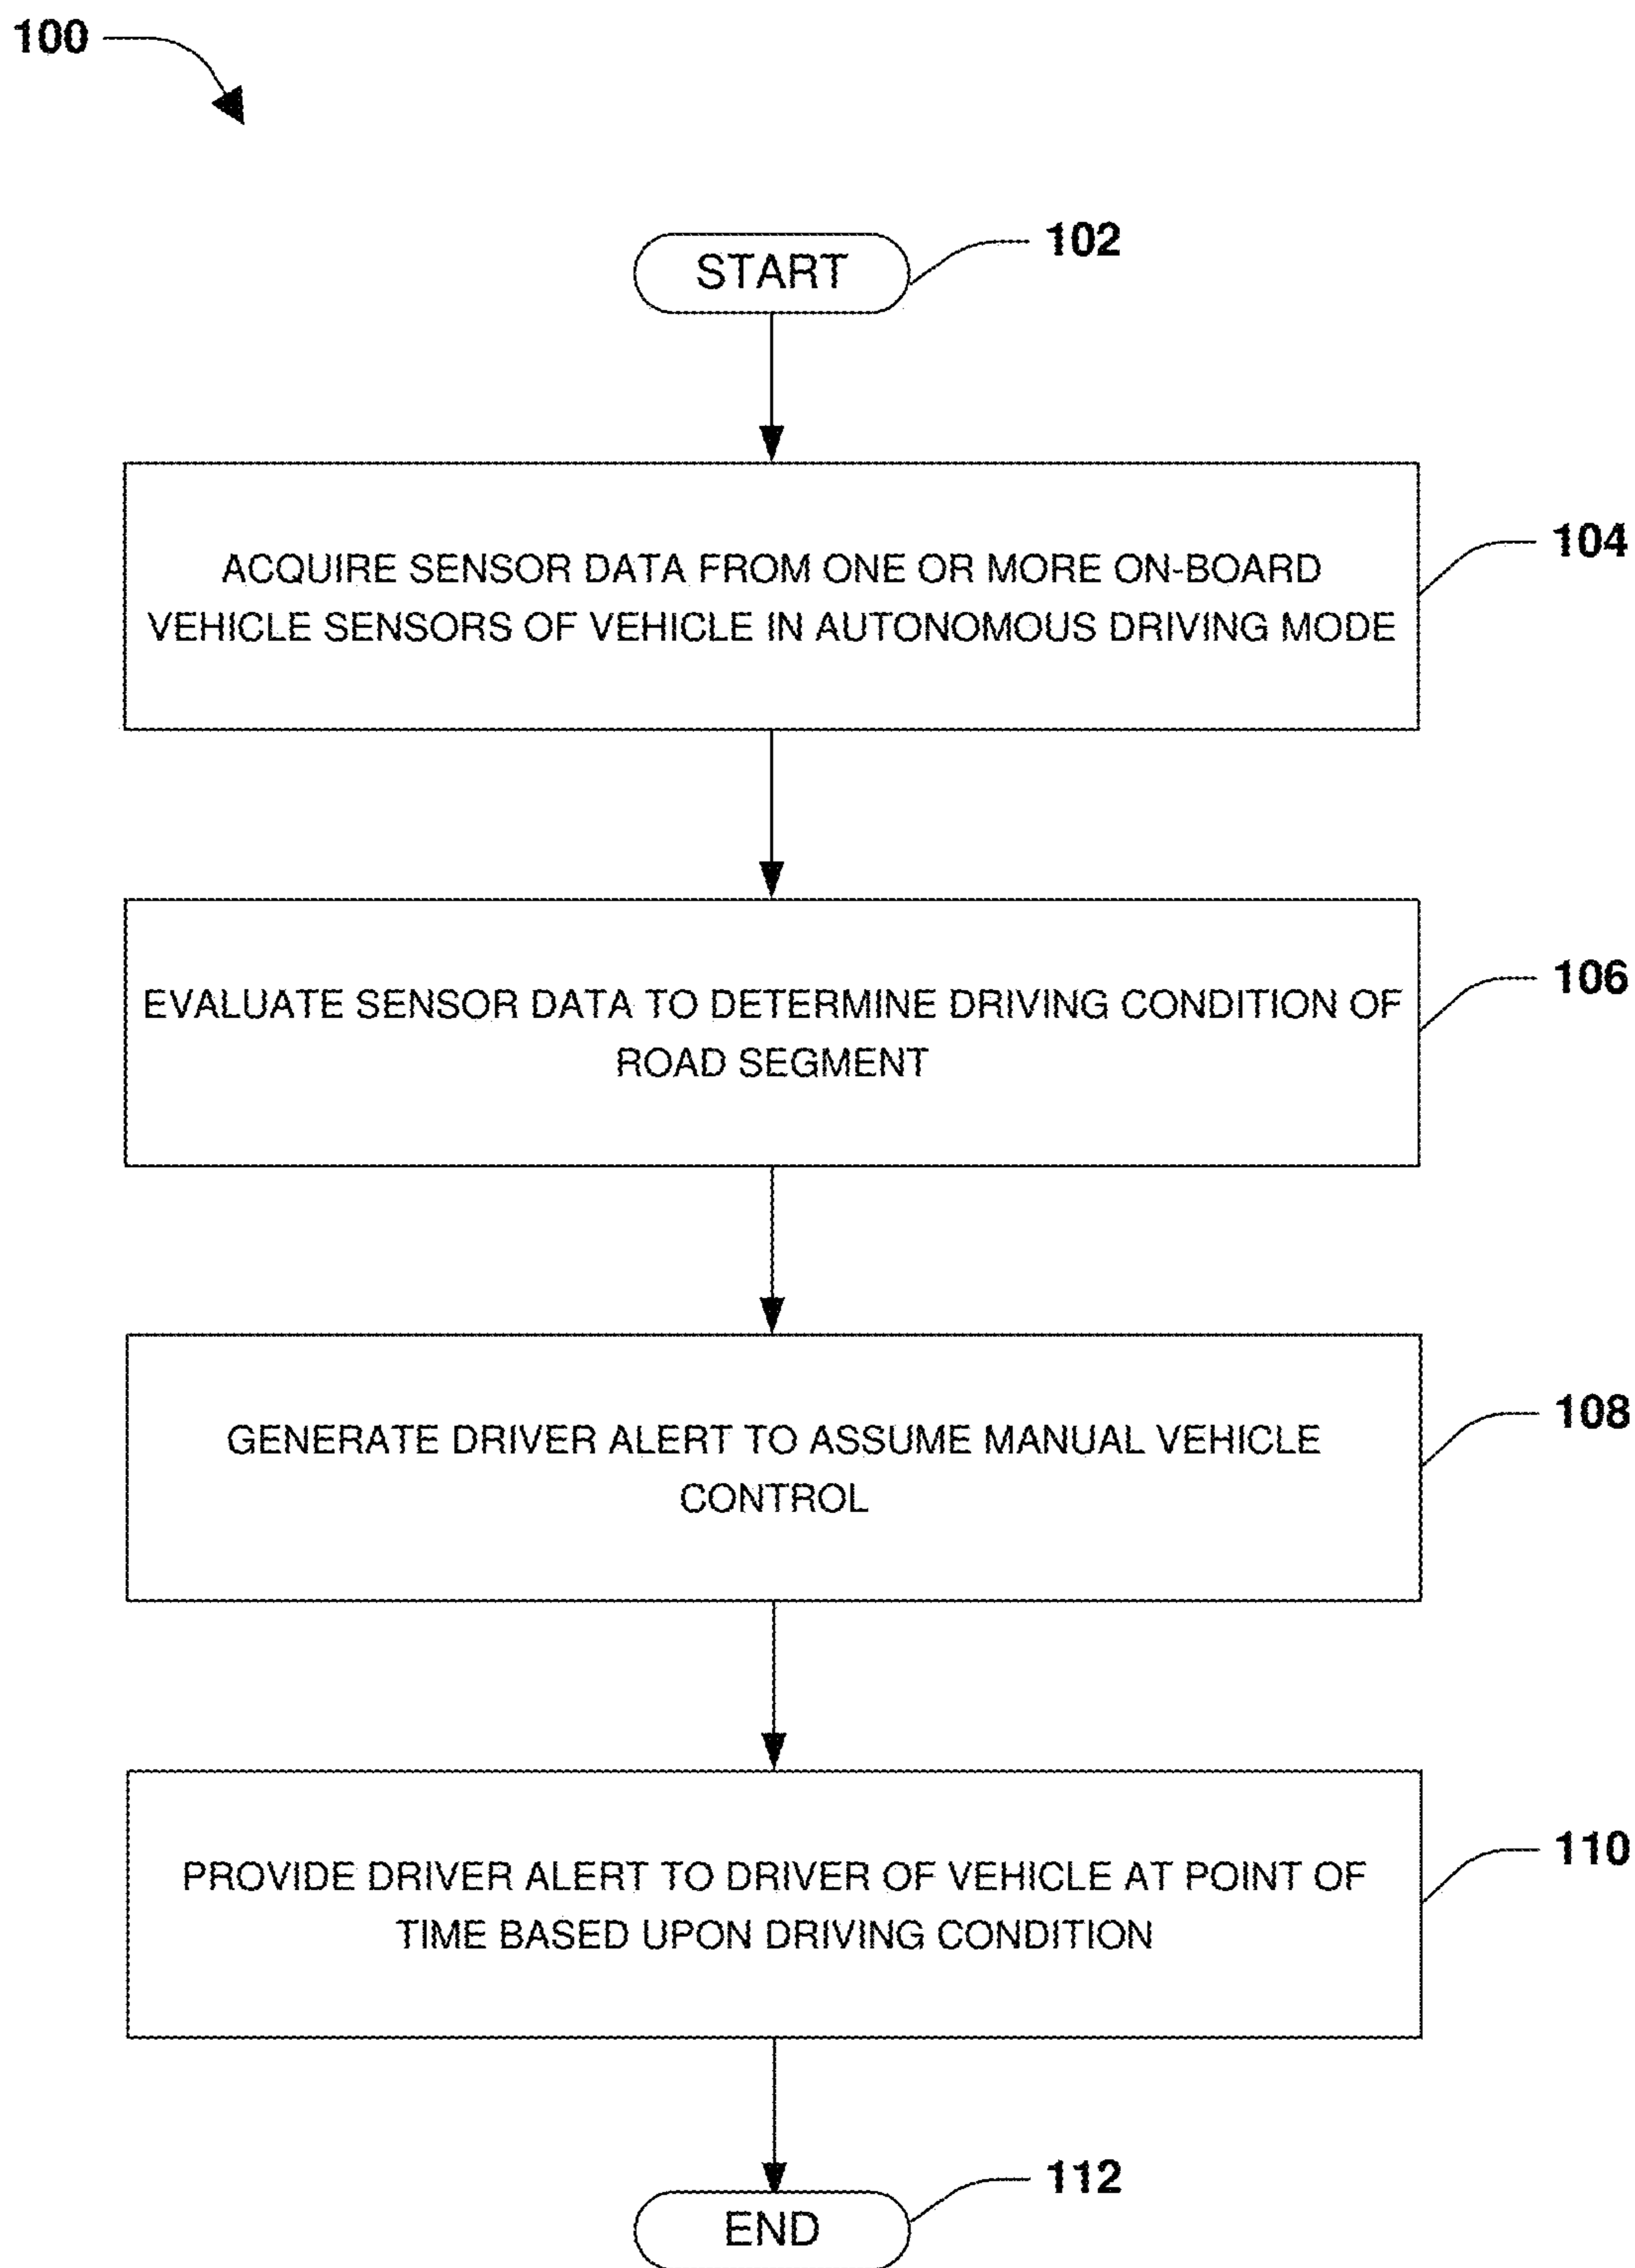 100
START
102
ACQUIRE SENSOR DATA FROM ONE OR MORE ON-BOARD
VEHICLE SENSORS OF VEHICLE IN AUTONOMOUS DRIVING MODE
104
EVALUATE SENSOR DATA TO DETERMINE DRIVING CONDITION OF
ROAD SEGMENT
106
GENERATE DRIVER ALERT TO ASSUME MANUAL VEHICLE
CONTROL
108
PROVIDE DRIVER ALERT TO DRIVER OF VEHICLE AT POINT OF
TIME BASED UPON DRIVING CONDITION
110
END
112